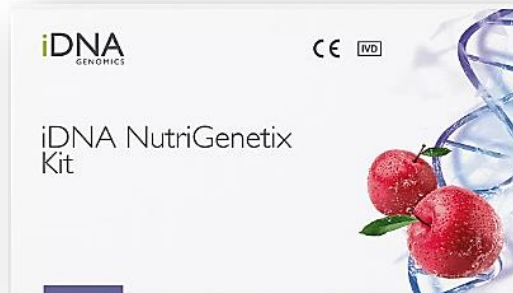 iDNA
GENOMICS
CE IVD
iDNA NutriGenetix
Kit